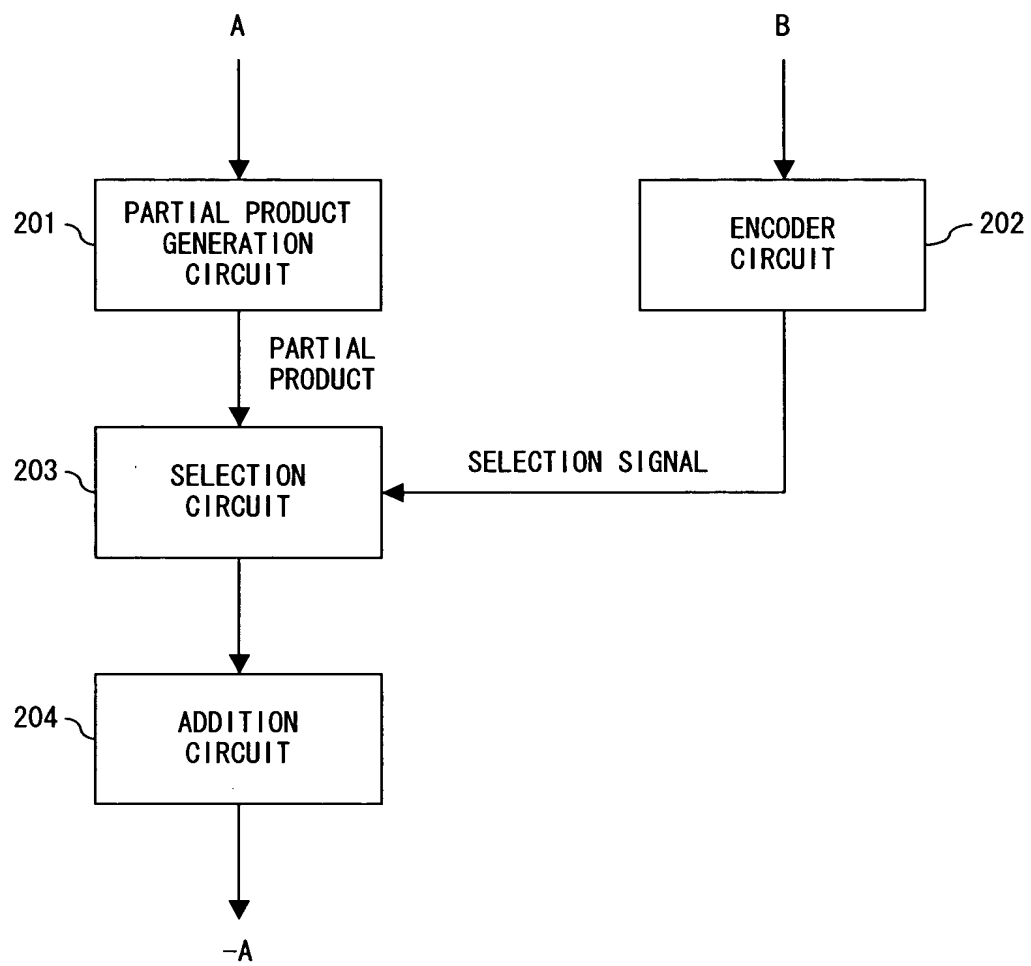 A
B
201
PARTIAL PRODUCT
GENERATION
CIRCUIT
ENCODER
CIRCUIT
202
PARTIAL
PRODUCT
203
SELECTION
CIRCUIT
SELECTION SIGNAL
204
ADDITION
CIRCUIT
-A